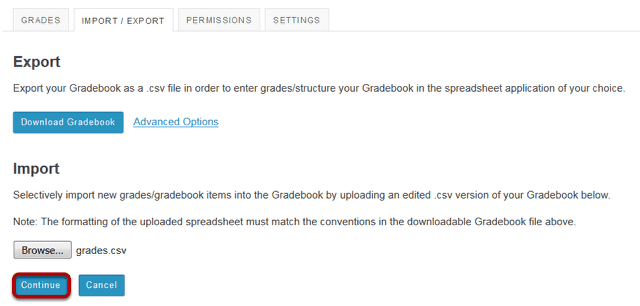 GRADES IMPORT / EXPORT PERMISSIONS SETTINGS
Export
Export your Gradebook as a .csv file in order to enter grades/structure your Gradebook in the spreadsheet application of your choice.
Download Gradebook Advanced Options
Import
Selectively import new grades/gradebook items into the Gradebook by uploading an edited .csv version of your Gradebook below.
Note: The formatting of the uploaded spreadsheet must match the conventions in the downloadable Gradebook file above.
Browse... grades.csv
Continue Cancel